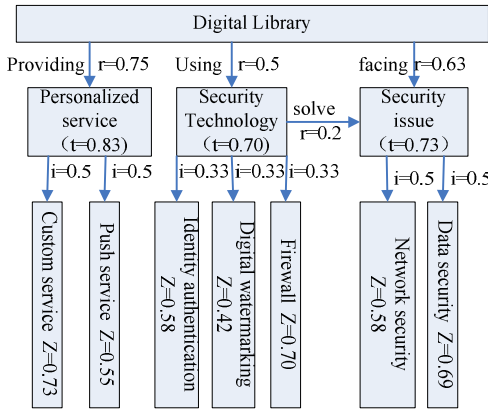 Digital Library
Providing r=0.75
Using r=0.5
facing r=0.63
Personalized
service
（t=0.83）
Security
Technology
（t=0.70）
solve
r=0.2
Security
issue
（t=0.73）
i=0.5
i=0.5
i=0.33
i=0.33
i=0.33
i=0.5
i=0.5
Custom service Z=0.73
Push service Z=0.55
Identity authentication
Z=0.58
Digital watermarking
Z=0.42
Firewall Z=0.70
Network security
Z=0.58
Data security Z=0.69